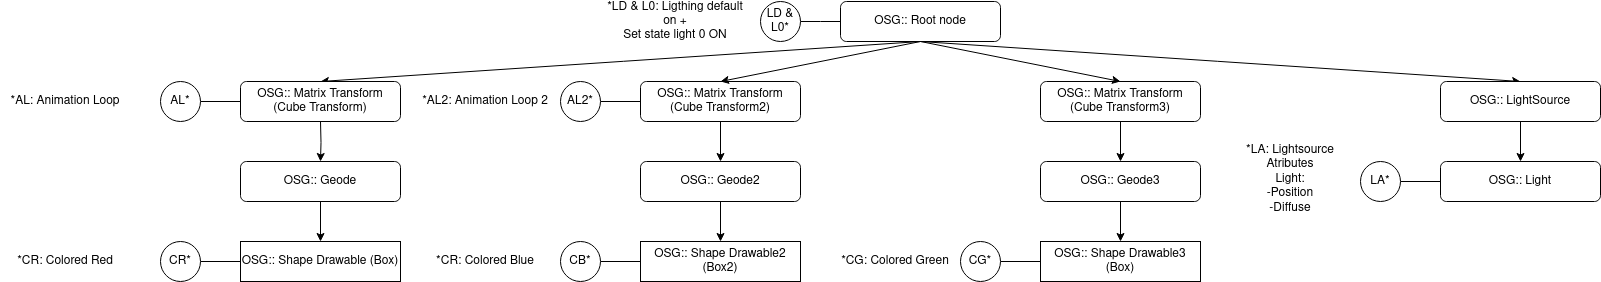 *LD & L0: Ligthing default
on +
Set state light 0 ON
LD &
L0*
OSG:: Root node
*AL: Animation Loop
AL*
OSG:: Matrix Transform
(Cube Transform)
*AL2: Animation Loop 2
AL2*
OSG:: Matrix Transform
(Cube Transform2)
OSG:: Matrix Transform
(Cube Transform3)
OSG:: LightSource
OSG:: Geode
OSG:: Geode2
OSG:: Geode3
*LA: Lightsource
Atributes
Light:
-Position
-Diffuse
LA*
OSG:: Light
*CR: Colored Red
CR*
OSG:: Shape Drawable (Box)
*CR: Colored Blue
CB*
OSG:: Shape Drawable2
(Box2)
*CG: Colored Green
CG*
OSG:: Shape Drawable3
(Box)